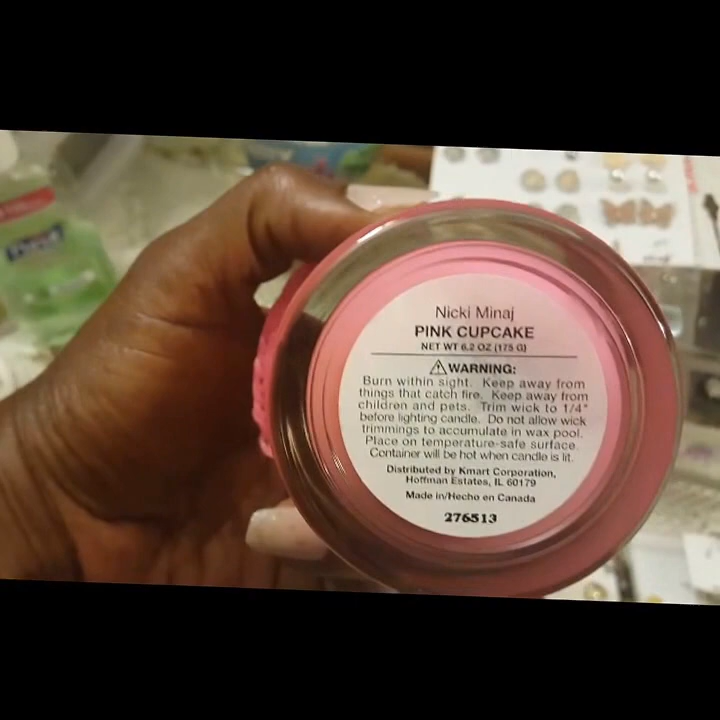 Nicki Minaj
PINK CUPCAKE
NET WT 6.2 OZ (175 G)
⚠WARNING:
Burn within sight. Keep away from
things that catch fire. Keep away from
children and pets. Trim wick to 1/4"
before lighting candle. Do not allow wick
trimmings to accumulate in wax pool.
Place on temperature-safe surface.
Container will be hot when candle is lit.
Distributed by Kmart Corporation,
Hoffman Estates, IL 60179
Made in/Hecho en Canada
276513